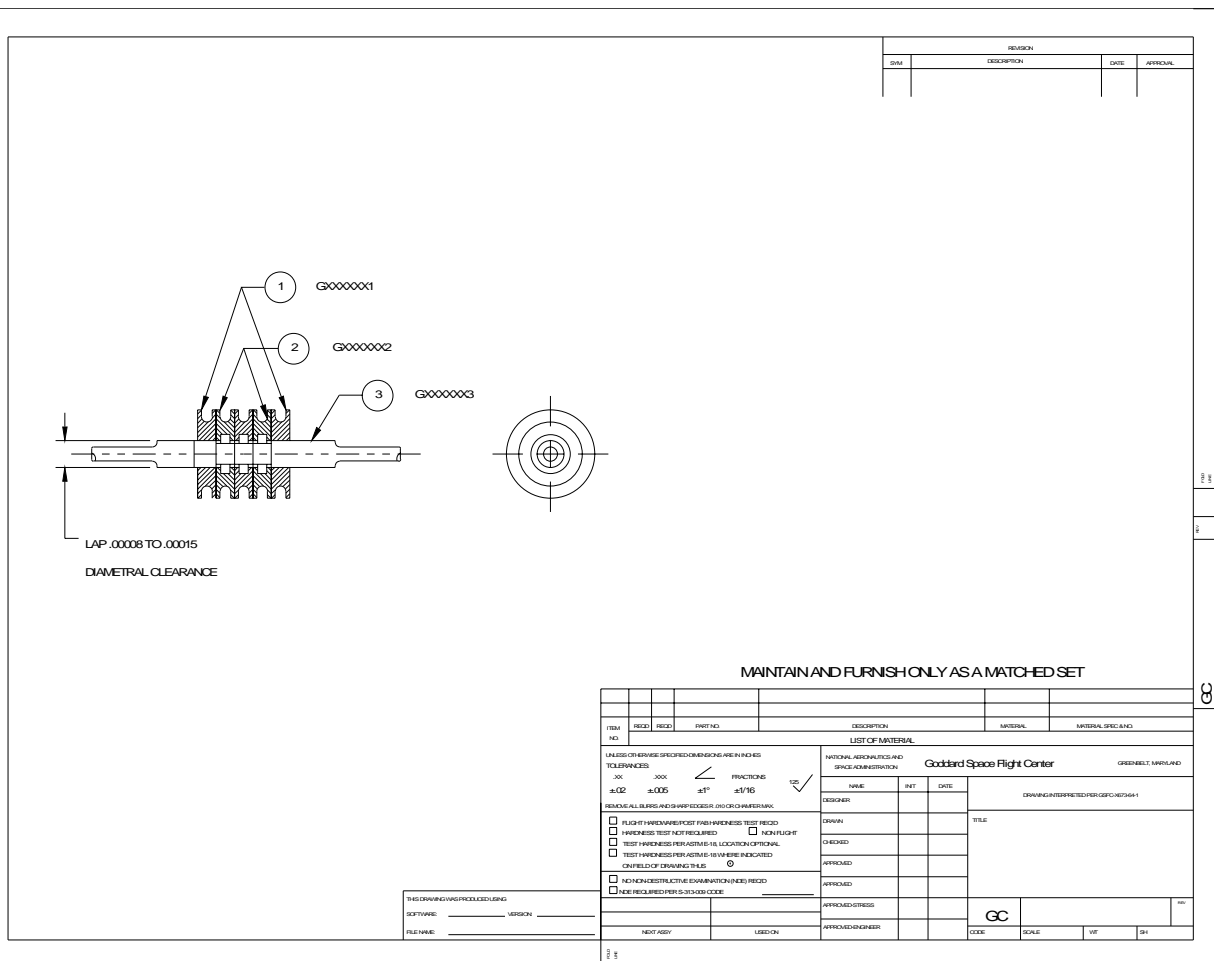 REVISION
SYM DESCRIPTION DATE APPROVAL
1 GXXXXXX1
2 GXXXXXX2
3 GXXXXXX3
LAP .00008 TO .00015
DIAMETRAL CLEARANCE
FOLD
LINE
REV
GC
MAINTAIN AND FURNISH ONLY AS A MATCHED SET
ITEM NO. REQD REQD PART NO. DESCRIPTION MATERIAL MATERIAL SPEC & NO.
LIST OF MATERIAL
UNLESS OTHERWISE SPECIFIED DIMENSIONS ARE IN INCHES
TOLERANCES:
.XX .XXX FRACTIONS 125
±.02 ±.005 ±1° ±1/16
REMOVE ALL BURRS AND SHARP EDGES R .010 OR CHAMFER MAX.
FLIGHT HARDWARE/POST FAB HARDNESS TEST REQ'D
HARDNESS TEST NOT REQUIRED NON FLIGHT
TEST HARDNESS PER ASTM E-18, LOCATION OPTIONAL
TEST HARDNESS PER ASTM E-18 WHERE INDICATED
ON FIELD OF DRAWING THUS
NO NON-DESTRUCTIVE EXAMINATION (NDE) REQ'D
NDE REQUIRED PER S-313-009 CODE
NEXT ASSY USED ON
NATIONAL AERONAUTICS AND
SPACE ADMINISTRATION
Goddard Space Flight Center
GREENBELT, MARYLAND
NAME INIT DATE
DESIGNER
DRAWN
CHECKED
APPROVED
APPROVED
APPROVED-STRESS
APPROVED-ENGINEER
DRAWING INTERPRETED PER GSFC-X673-64-1
TITLE
GC
REV
CODE SCALE WT SH
THIS DRAWING WAS PRODUCED USING
SOFTWARE: VERSION:
FILE NAME:
FOLD
LINE